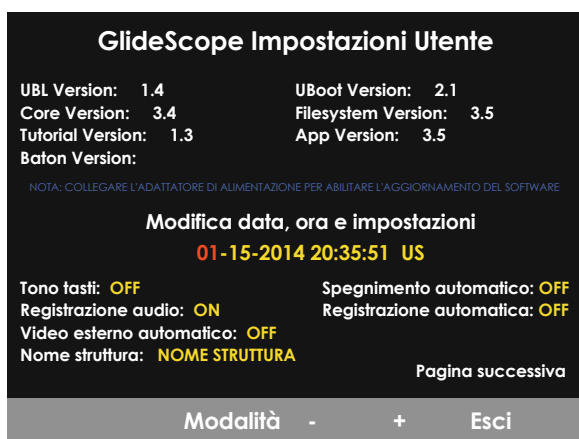 GlideScope Impostazioni Utente
UBL Version: 1.4 UBoot Version: 2.1
Core Version: 3.4 Filesystem Version: 3.5
Tutorial Version: 1.3 App Version: 3.5
Baton Version:
NOTA: COLLEGARE L'ADATTATORE DI ALIMENTAZIONE PER ABILITARE L'AGGIORNAMENTO DEL SOFTWARE
Modifica data, ora e impostazioni
01-15-2014 20:35:51 US
Tono tasti: OFF Spegnimento automatico: OFF
Registrazione audio: ON Registrazione automatica: OFF
Video esterno automatico: OFF
Nome struttura: NOME STRUTTURA
Pagina successiva
Modalità - + Esci